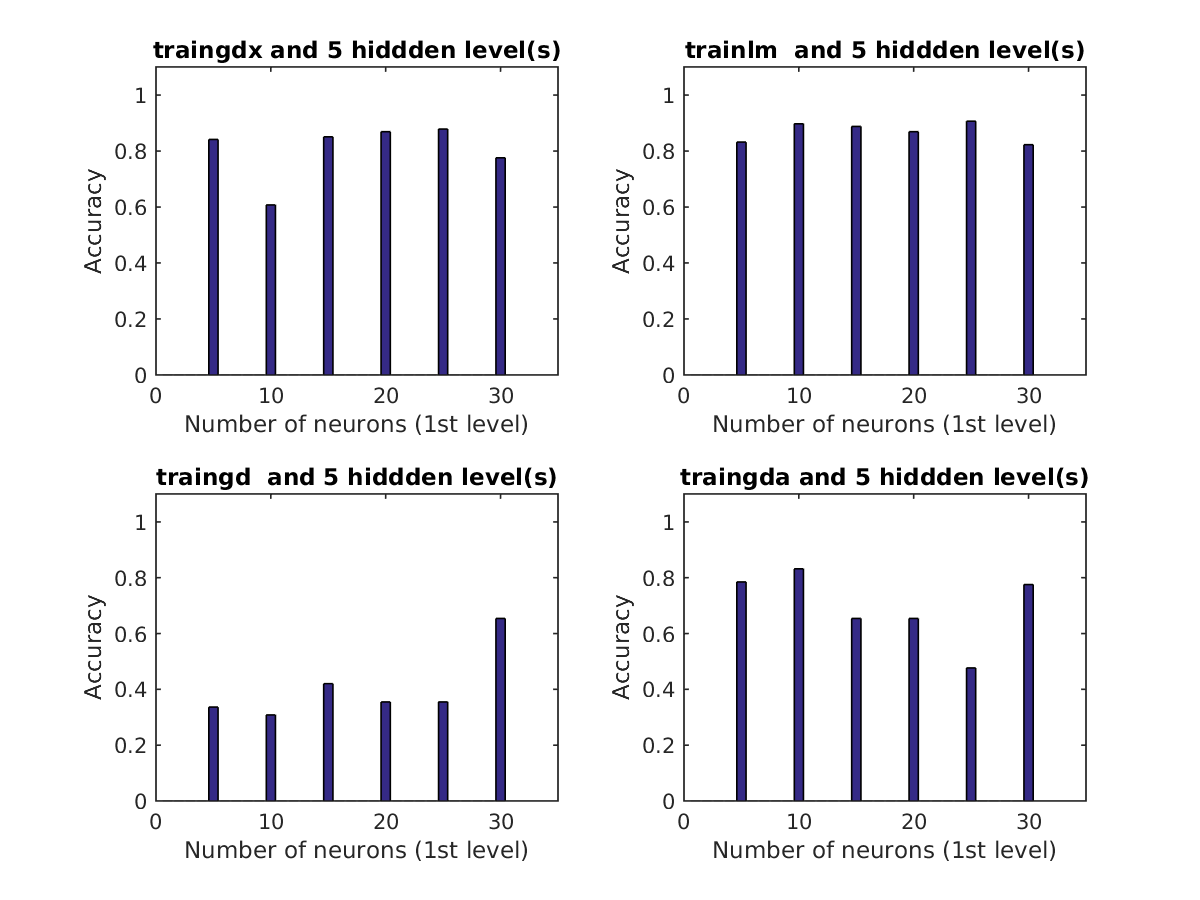 traingdx and 5 hiddden level(s)
1
0.8
0.6
0.4
0.2
0
Accuracy
0 10 20 30
Number of neurons (1st level)
trainlm  and 5 hiddden level(s)
1
0.8
0.6
0.4
0.2
0
Accuracy
0 10 20 30
Number of neurons (1st level)
traingd  and 5 hiddden level(s)
1
0.8
0.6
0.4
0.2
0
Accuracy
0 10 20 30
Number of neurons (1st level)
traingda and 5 hiddden level(s)
1
0.8
0.6
0.4
0.2
0
Accuracy
0 10 20 30
Number of neurons (1st level)